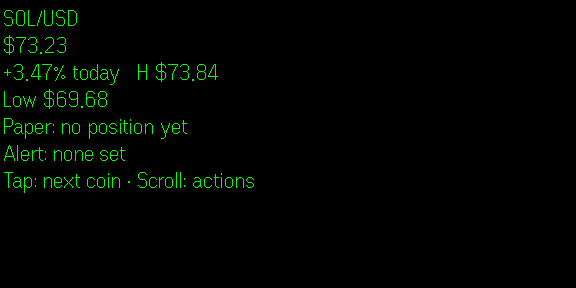 SOL/USD
$73.23
+3.47% today H $73.84
Low $69.68
Paper: no position yet
Alert: none set
Tap: next coin · Scroll: actions